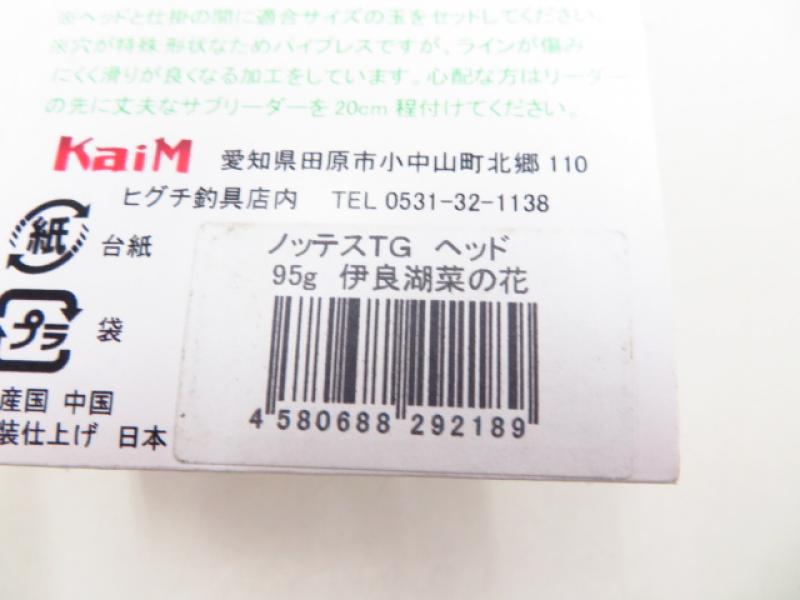 ※ヘッドと仕掛の間に適合サイズの玉をセットしてください。
※穴が特殊形状なためパイプレスですが、ラインが傷み
にくく滑りが良くなる加工をしています。心配な方はリーダー
の先に丈夫なサブリーダーを20cm 程付けてください。
KaiM 愛知県田原市小中山町北郷 110
ヒグチ釣具店内 TEL 0531-32-1138
紙 台紙
プラ 袋
産国 中国
装仕上げ 日本
ノッテスTG ヘッド
95g 伊良湖菜の花
4 580688 292189